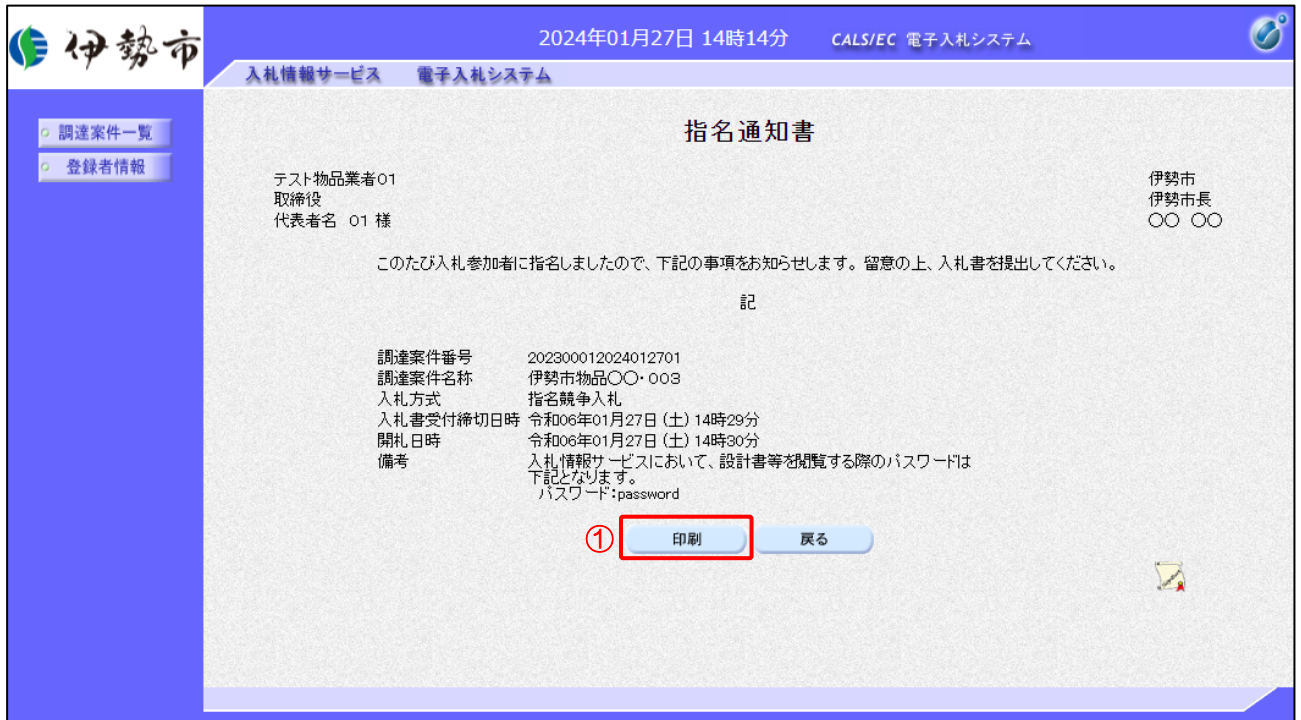 伊勢市
2024年01月27日 14時14分 CALS/EC 電子入札システム
入札情報サービス 電子入札システム
調達案件一覧
登録者情報
指名通知書
テスト物品業者01
取締役
代表者名 01 様
伊勢市
伊勢市長
〇〇 〇〇
このたび入札参加者に指名しましたので、下記の事項をお知らせします。留意の上、入札書を提出してください。
記
調達案件番号 202300012024012701
調達案件名称 伊勢市物品〇〇・003
入札方式 指名競争入札
入札書受付締切日時 令和06年01月27日（土）14時29分
開札日時 令和06年01月27日（土）14時30分
備考 入札情報サービスにおいて、設計書等を閲覧する際のパスワードは
下記となります。
パスワード：password
① 印刷 戻る